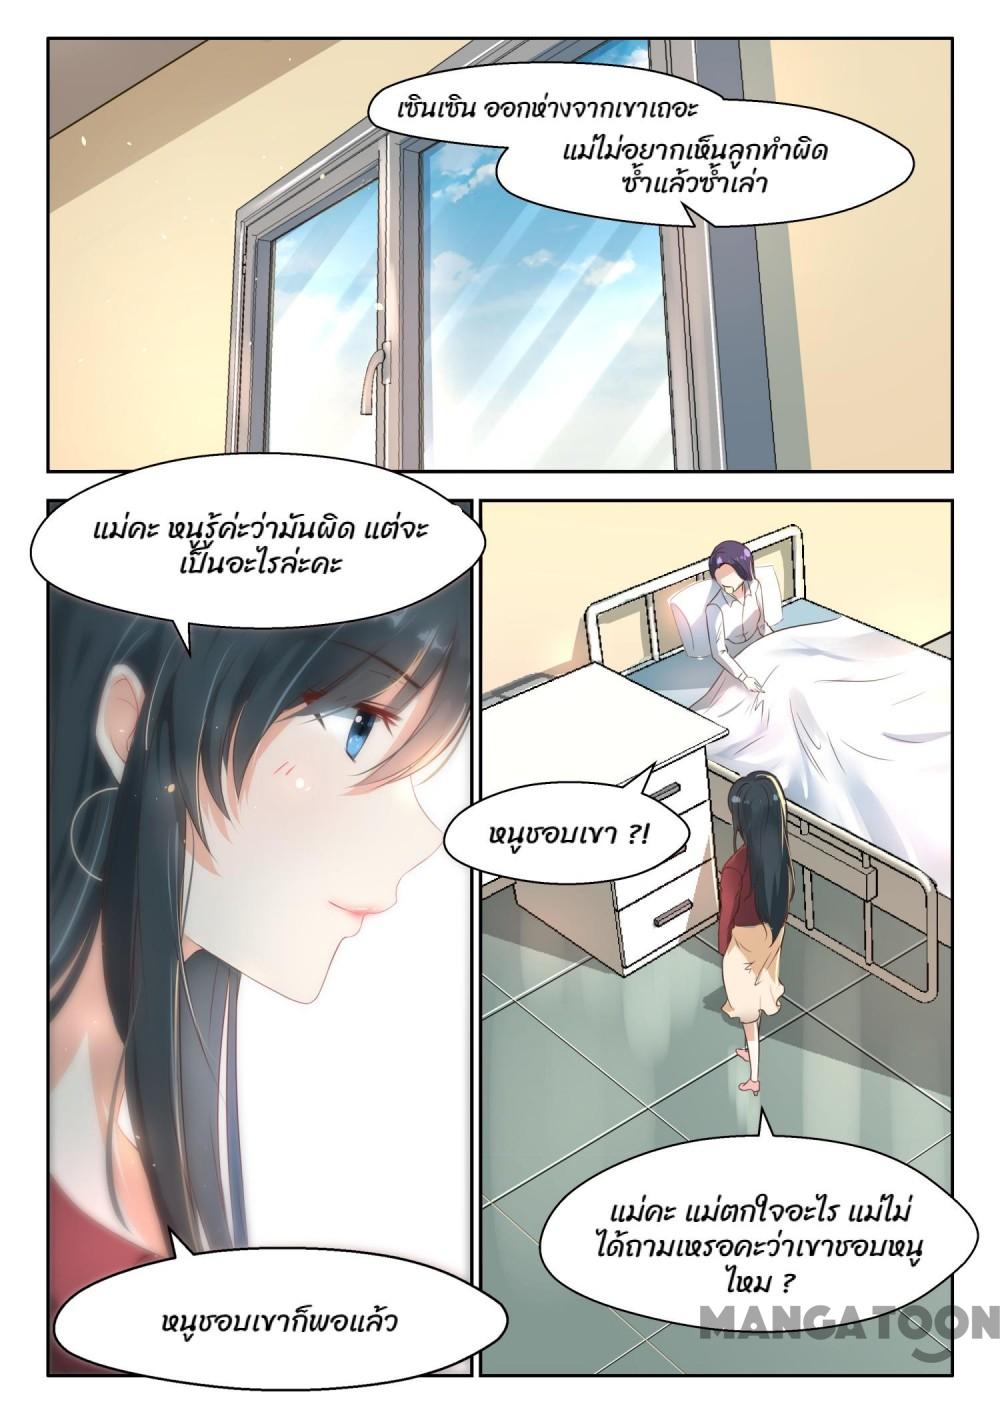 เซินเซิน ออกห่างจากเขาเถอะ
แม่ไม่อยากเห็นลูกทำผิด
ซ้ำแล้วซ้ำเล่า
แม่คะ หนูรู้ค่ะว่ามันผิด แต่จะ
เป็นอะไรล่ะคะ
หนูชอบเขา ?!
แม่คะ แม่ตกใจอะไร แม่ไม่
ได้ถามเหรอคะว่าเขาชอบหนู
ไหม ?
หนูชอบเขาก็พอแล้ว
MANGATOON